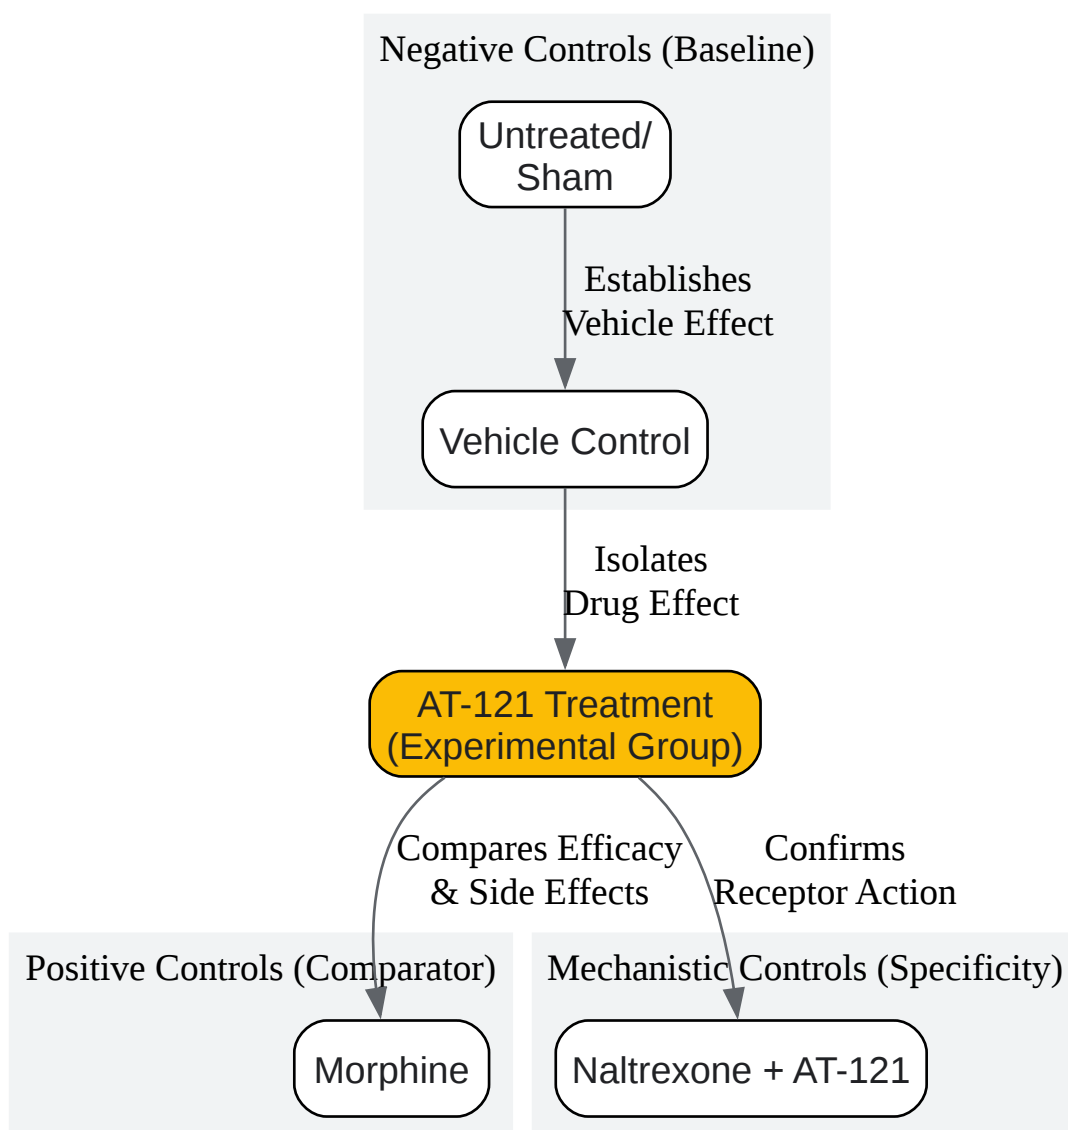 Negative Controls (Baseline)
Untreated/
Sham
Establishes
Vehicle Effect
Vehicle Control
Isolates
Drug Effect
AT-121 Treatment
(Experimental Group)
Compares Efficacy
& Side Effects
Confirms
Receptor Action
Positive Controls (Comparator)
Morphine
Mechanistic Controls (Specificity)
Naltrexone + AT-121